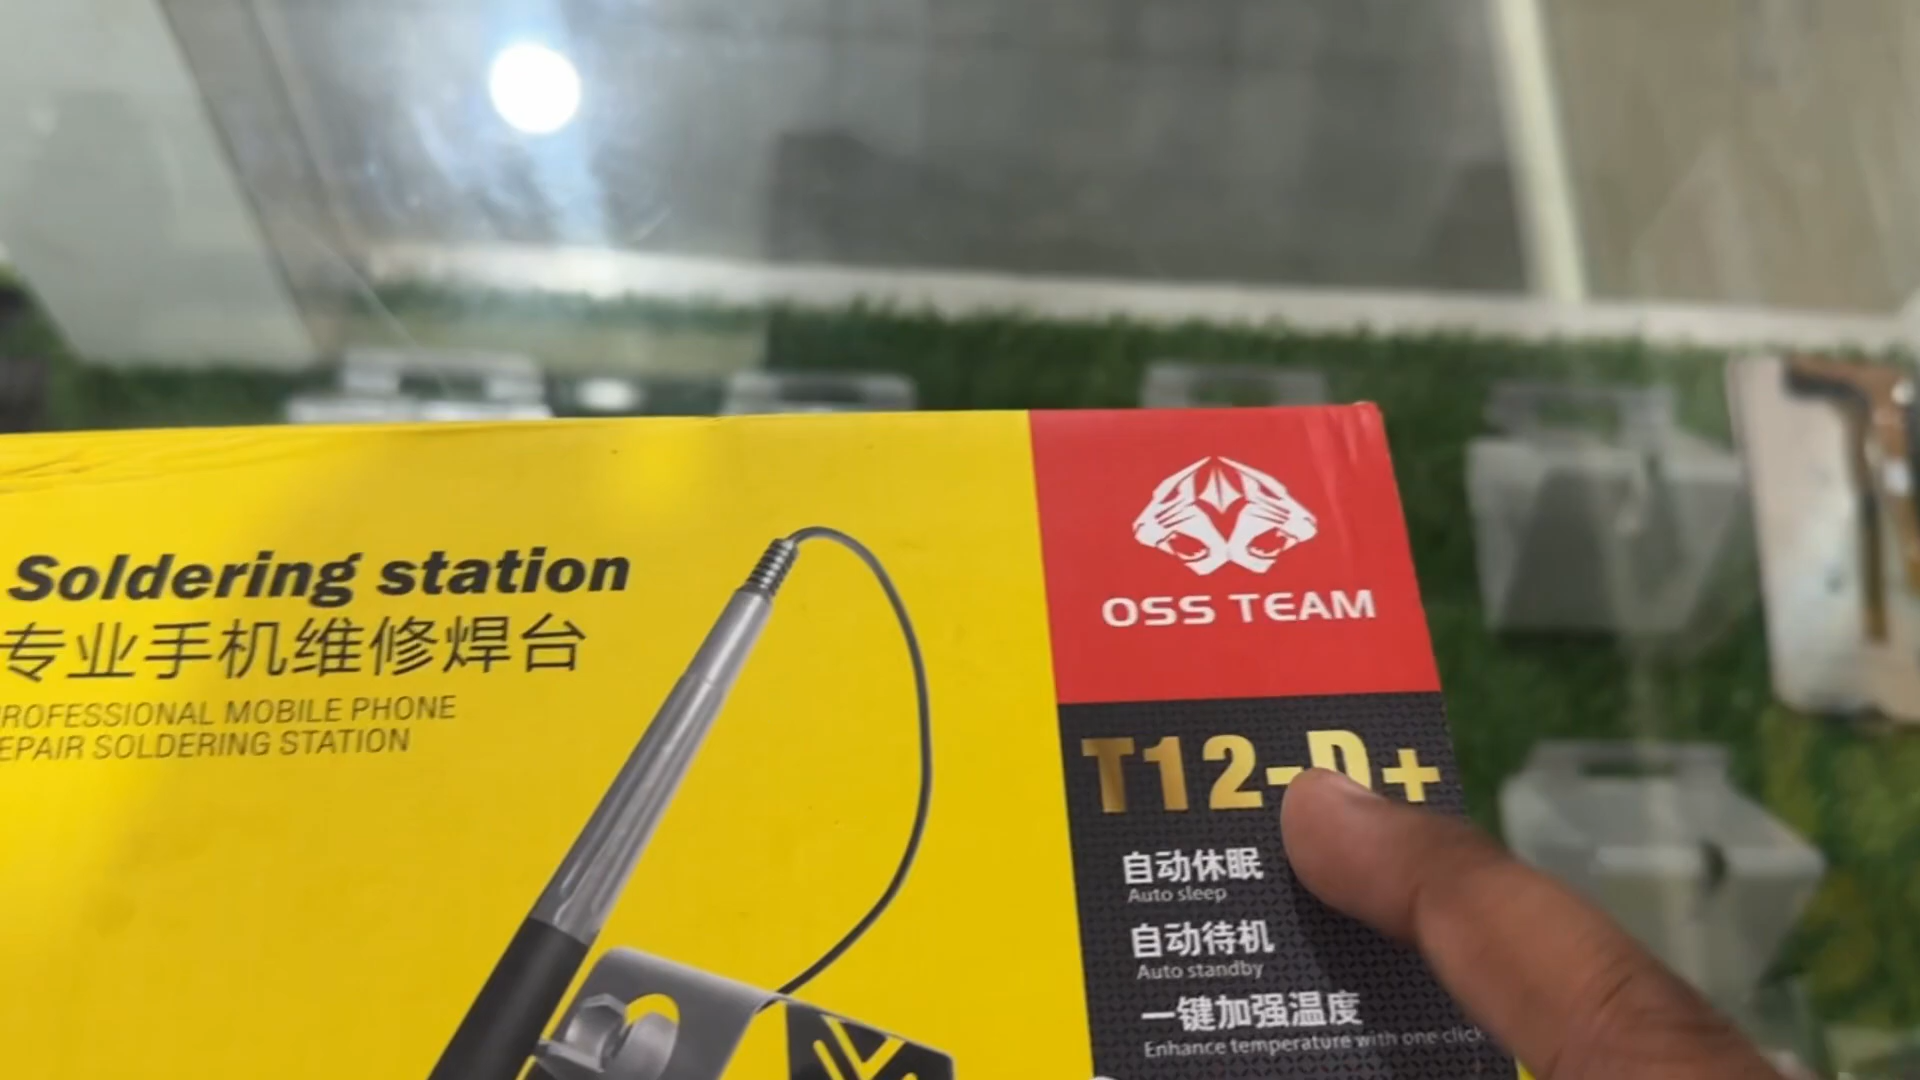 Soldering station
专业手机维修焊台
ROFESSIONAL MOBILE PHONE
EPAIR SOLDERING STATION
OSS TEAM
T12-D+
自动休眠
Auto sleep
自动待机
Auto standby
一键加强温度
Enhance temperature with one click